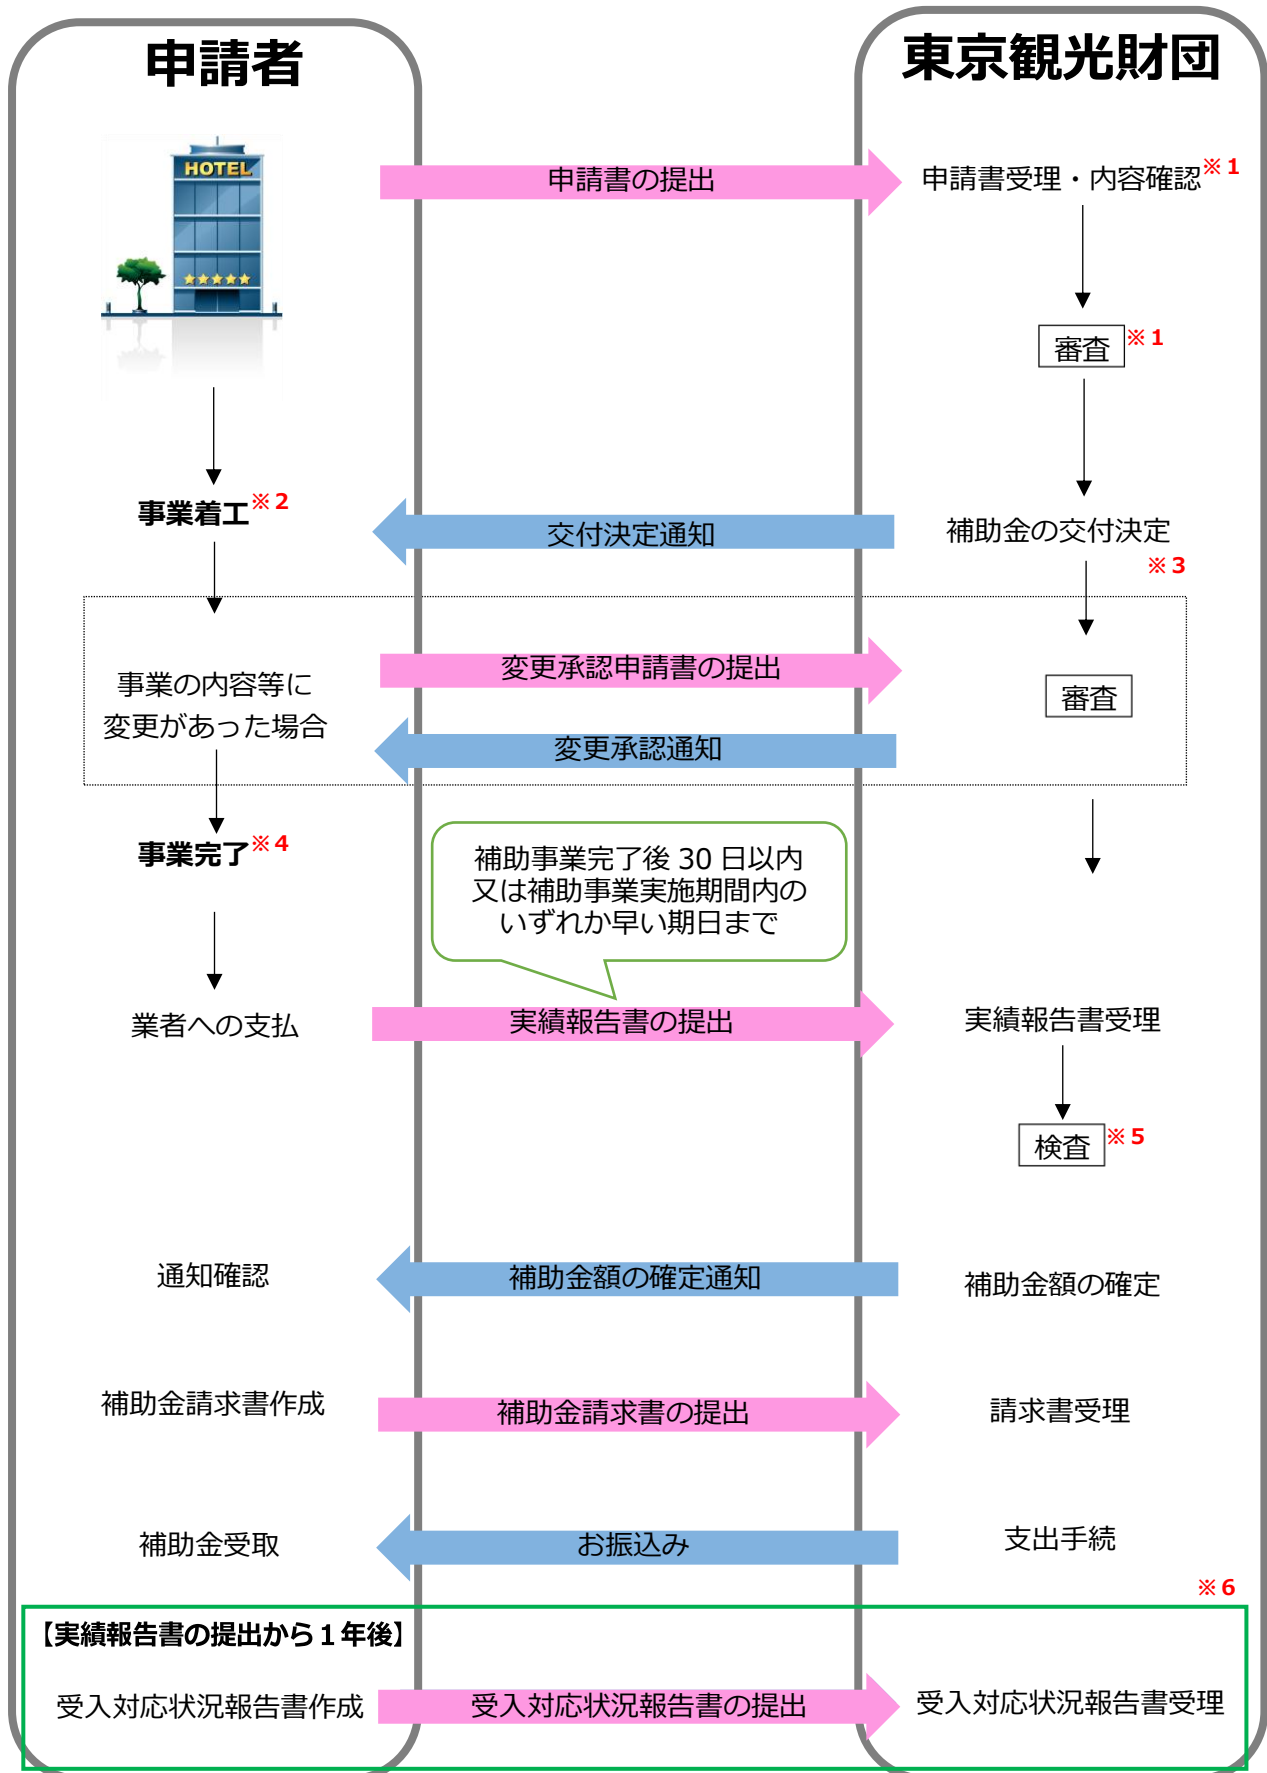 申請者
東京観光財団
HOTEL
申請書の提出
申請書受理・内容確認※1
審査※1
事業着工※2
交付決定通知
補助金の交付決定
※3
事業の内容等に
変更があった場合
変更承認申請書の提出
審査
変更承認通知
事業完了※4
補助事業完了後 30 日以内
又は補助事業実施期間内の
いずれか早い期日まで
業者への支払
実績報告書の提出
実績報告書受理
検査※5
通知確認
補助金額の確定通知
補助金額の確定
補助金請求書作成
補助金請求書の提出
請求書受理
補助金受取
お振込み
支出手続
※6
【実績報告書の提出から１年後】
受入対応状況報告書作成
受入対応状況報告書の提出
受入対応状況報告書受理